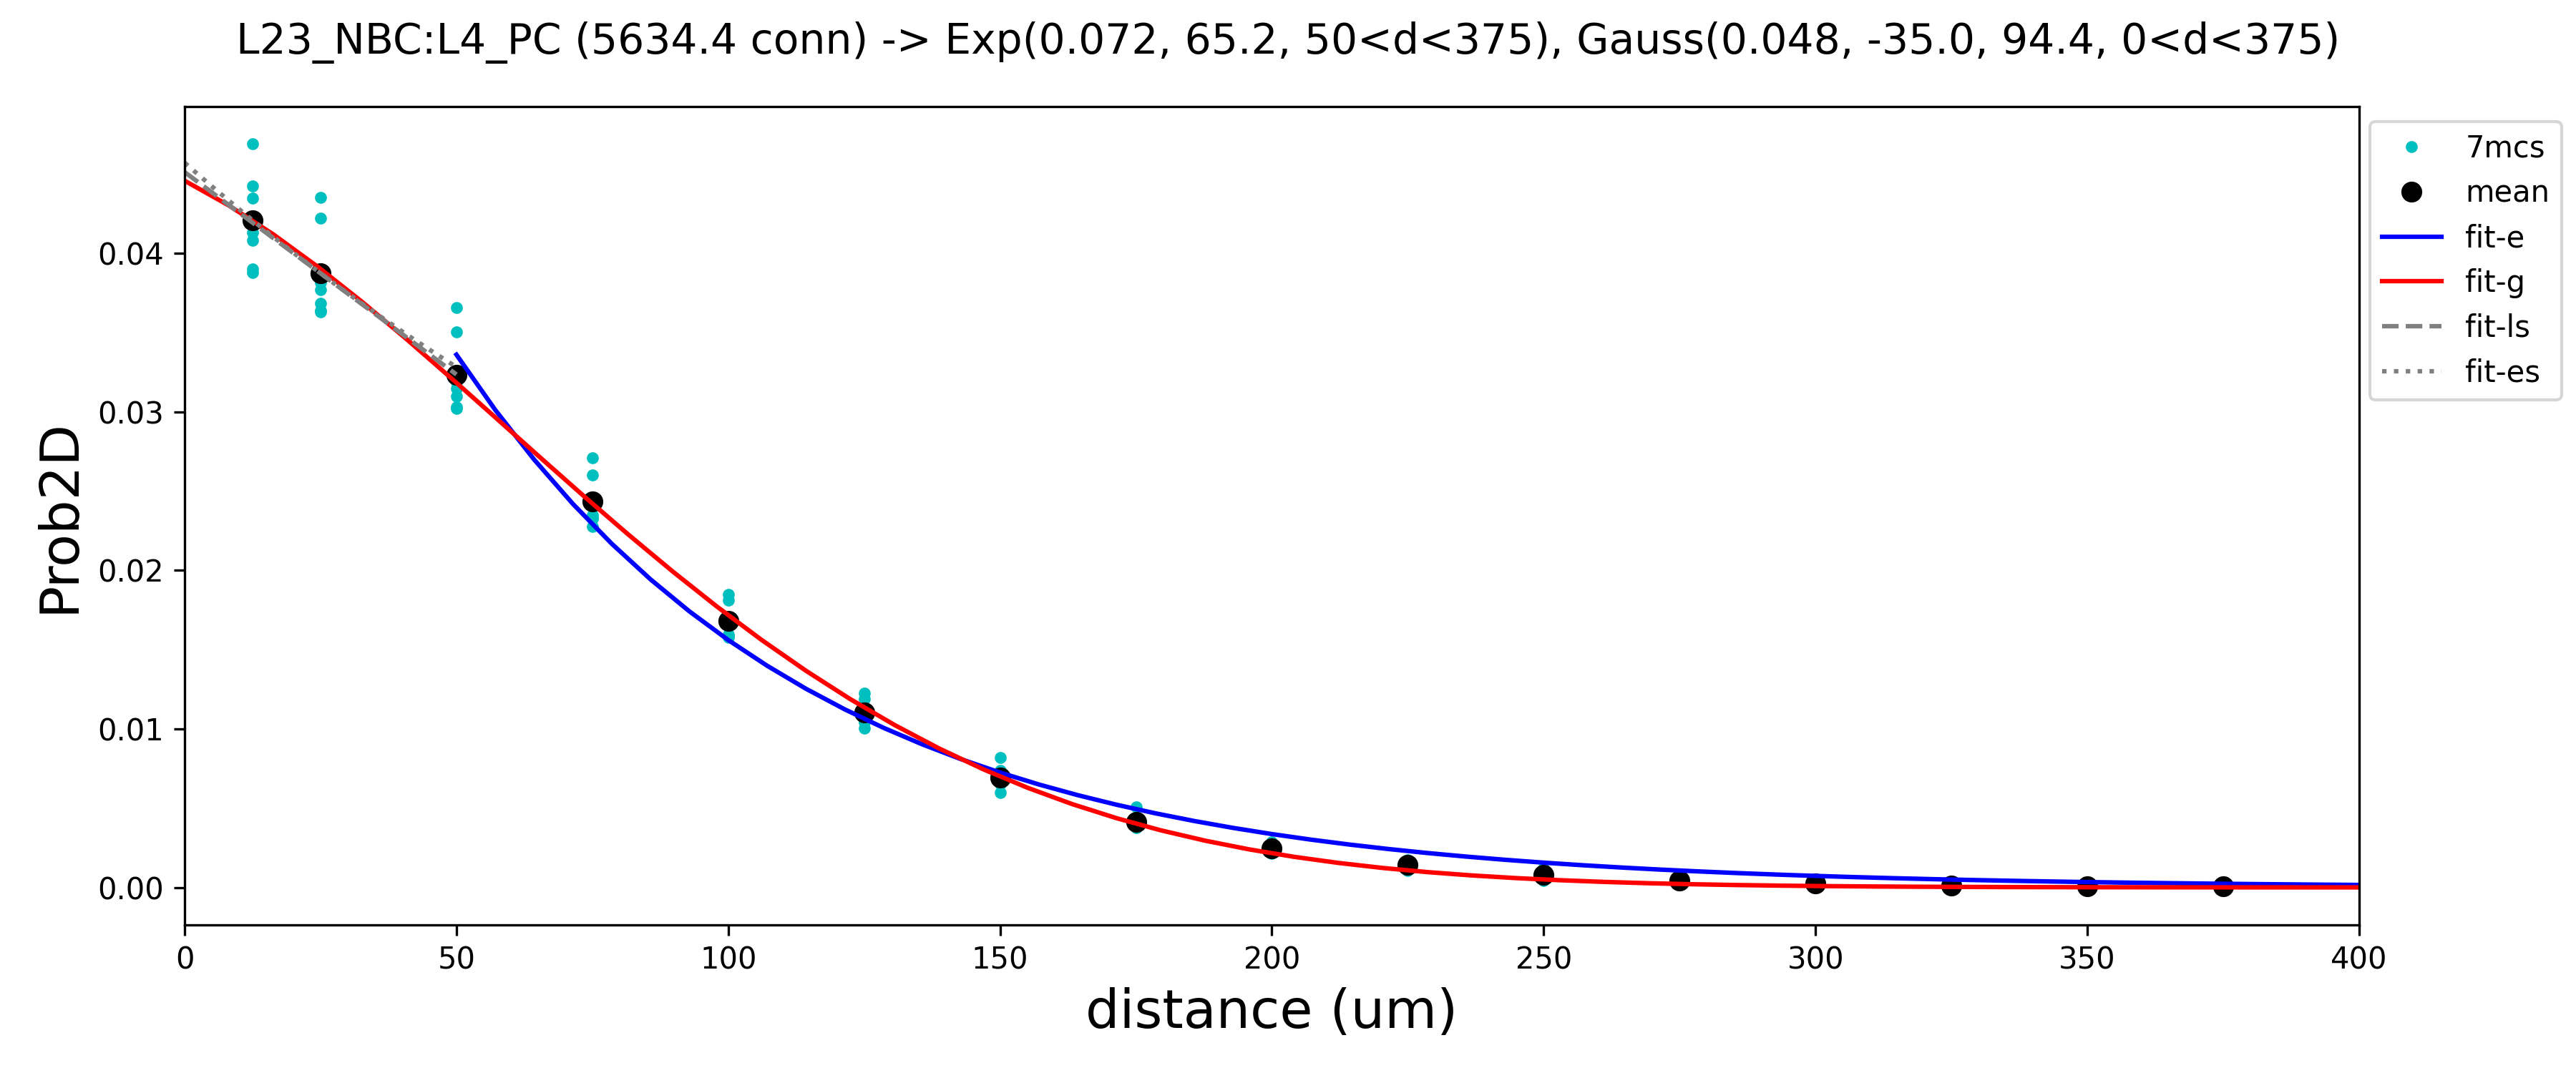 L23_NBC:L4_PC (5634.4 conn) -> Exp(0.072, 65.2, 50<d<375), Gauss(0.048, -35.0, 94.4, 0<d<375)
7mcs
mean
fit-e
fit-g
fit-ls
fit-es
Prob2D
0.04
0.03
0.02
0.01
0.00
0 50 100 150 200 250 300 350 400
distance (um)